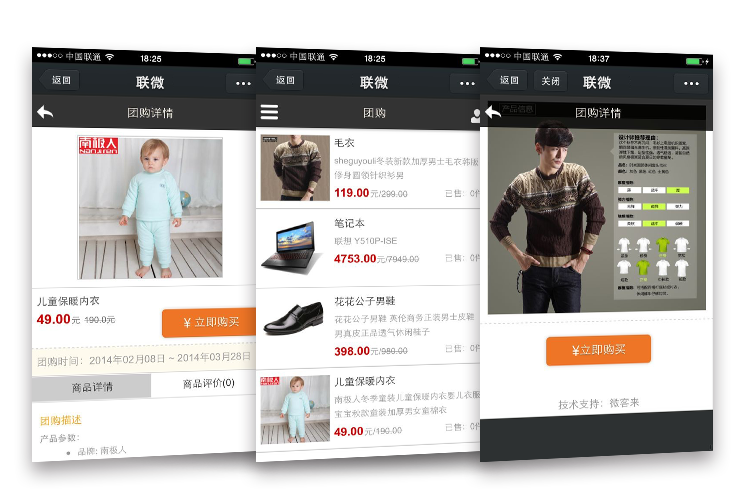 中国联通
18:25
返回
联微
团购详情
南极人
NanJiren
儿童保暖内衣
49.00元 190.0元
¥立即购买
团购时间：2014年02月08日 ~ 2014年03月28日
商品详情
商品评价(0)
团购描述
产品参数：
品牌: 南极人
中国联通
18:25
返回
联微
团购
毛衣
sheguyouli冬装新款加厚男士毛衣韩版
修身圆领针织衫男
119.00元/299.00
已售：0件
笔记本
联想 Y510P-ISE
4753.00元/7949.00
已售：0件
花花公子男鞋
花花公子男鞋 英伦商务正装男士皮鞋
男真皮正品透气休闲鞋子
398.00元/980.00
已售：0件
儿童保暖内衣
南极人冬季童装儿童保暖内衣婴儿衣服
宝宝秋款童装加厚男女童棉衣
49.00元/190.00
已售：0件
中国联通
18:37
返回
关闭
联微
产品信息
团购详情
设计师推荐理由：
¥立即购买
技术支持：微客来